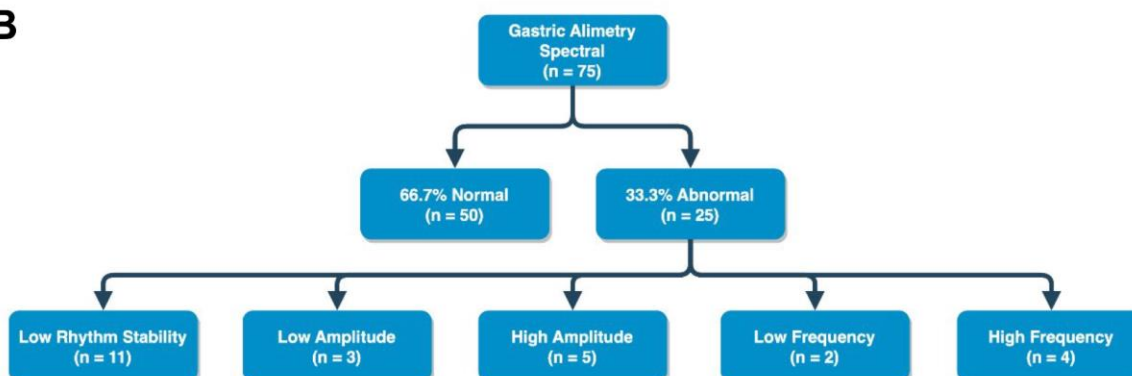 B
Gastric Alimetry
Spectral
(n = 75)
66.7% Normal
(n = 50)
33.3% Abnormal
(n = 25)
Low Rhythm Stability
(n = 11)
Low Amplitude
(n = 3)
High Amplitude
(n = 5)
Low Frequency
(n = 2)
High Frequency
(n = 4)